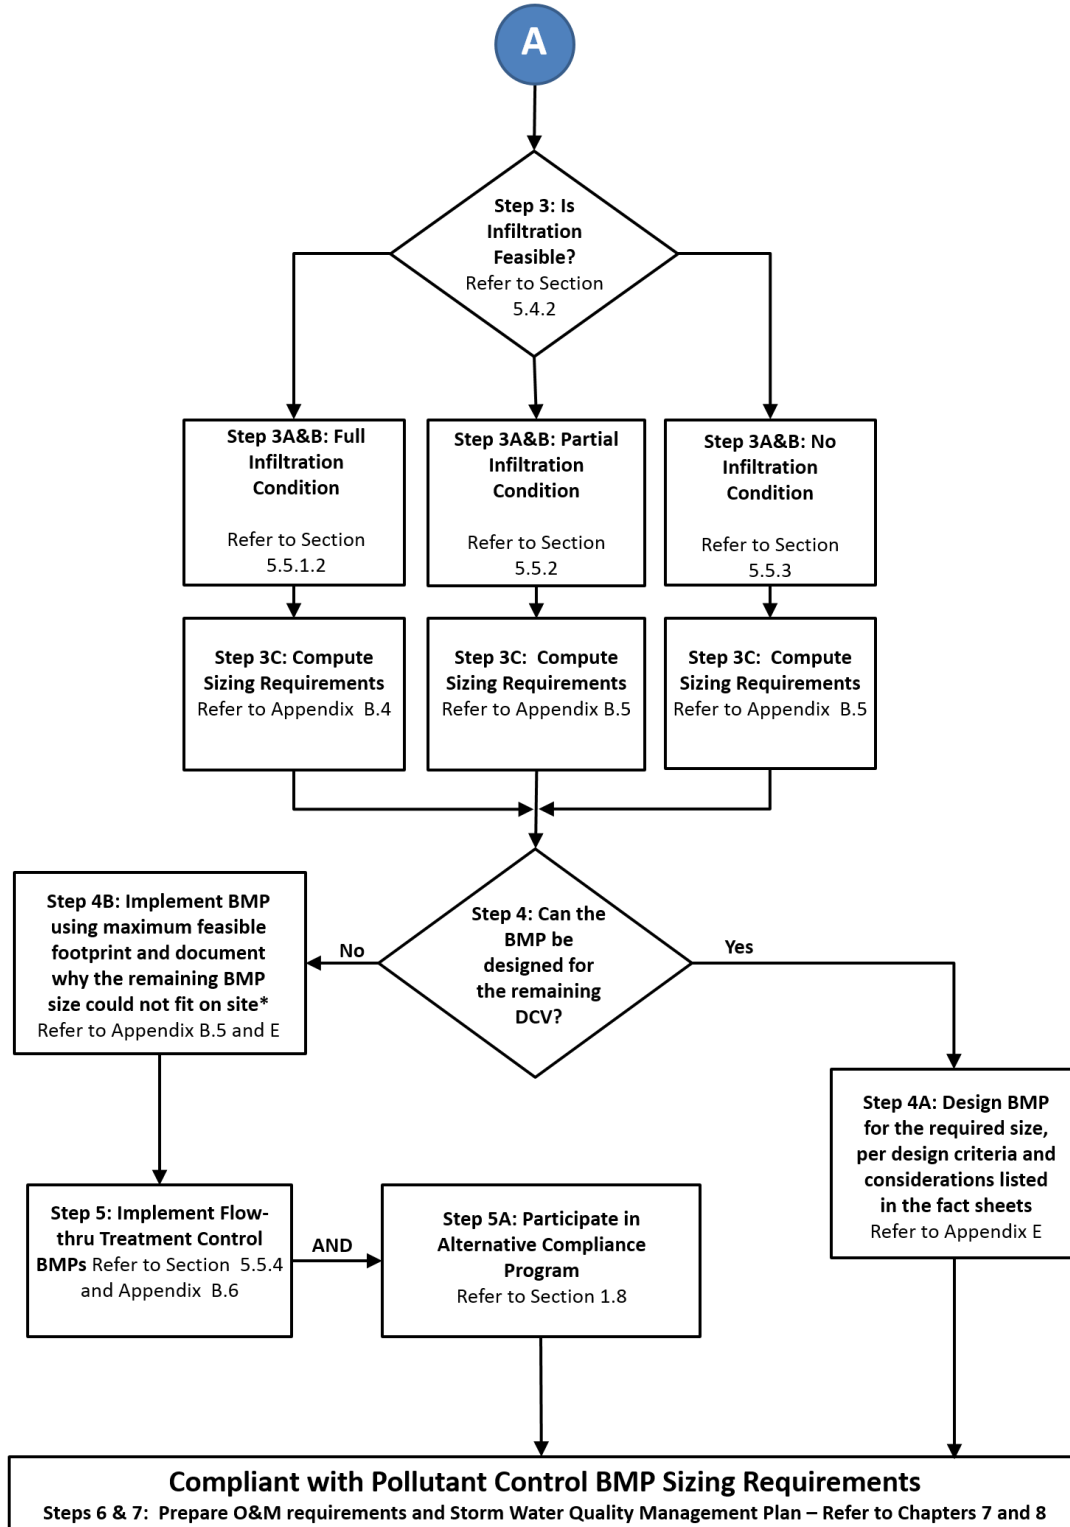 A
Step 3: Is
Infiltration
Feasible?
Refer to Section
5.4.2
Step 3A&B: Full
Infiltration
Condition
Refer to Section
5.5.1.2
Step 3A&B: Partial
Infiltration
Condition
Refer to Section
5.5.2
Step 3A&B: No
Infiltration
Condition
Refer to Section
5.5.3
Step 3C: Compute
Sizing Requirements
Refer to Appendix B.4
Step 3C: Compute
Sizing Requirements
Refer to Appendix B.5
Step 3C: Compute
Sizing Requirements
Refer to Appendix B.5
Step 4: Can the
BMP be
designed for
the remaining
DCV?
No
Yes
Step 4B: Implement BMP
using maximum feasible
footprint and document
why the remaining BMP
size could not fit on site*
Refer to Appendix B.5 and E
Step 4A: Design BMP
for the required size,
per design criteria and
considerations listed
in the fact sheets
Refer to Appendix E
Step 5: Implement Flow-
thru Treatment Control
BMPs Refer to Section 5.5.4
and Appendix B.6
AND
Step 5A: Participate in
Alternative Compliance
Program
Refer to Section 1.8
Compliant with Pollutant Control BMP Sizing Requirements
Steps 6 & 7: Prepare O&M requirements and Storm Water Quality Management Plan – Refer to Chapters 7 and 8